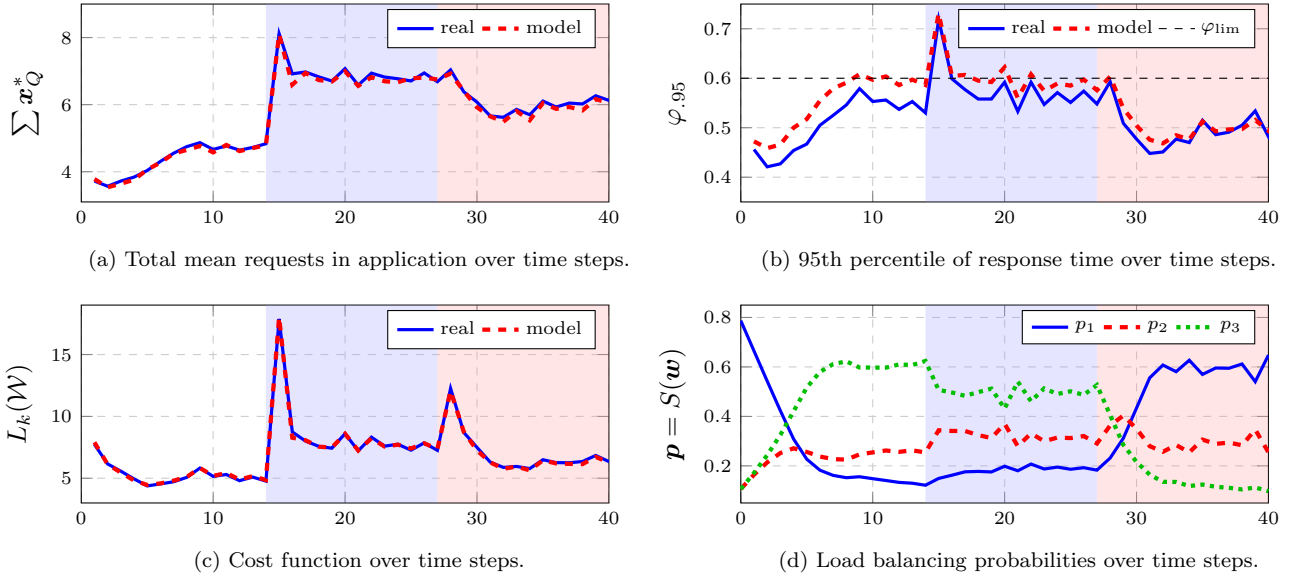 8
6
4
∑ x*_Q
real model
0 10 20 30 40
(a) Total mean requests in application over time steps.
0.7
0.6
0.5
0.4
φ.95
real model φlim
0 10 20 30 40
(b) 95th percentile of response time over time steps.
15
10
5
L_k(𝒲)
real model
0 10 20 30 40
(c) Cost function over time steps.
0.8
0.6
0.4
0.2
p = S(w)
p1 p2 p3
0 10 20 30 40
(d) Load balancing probabilities over time steps.